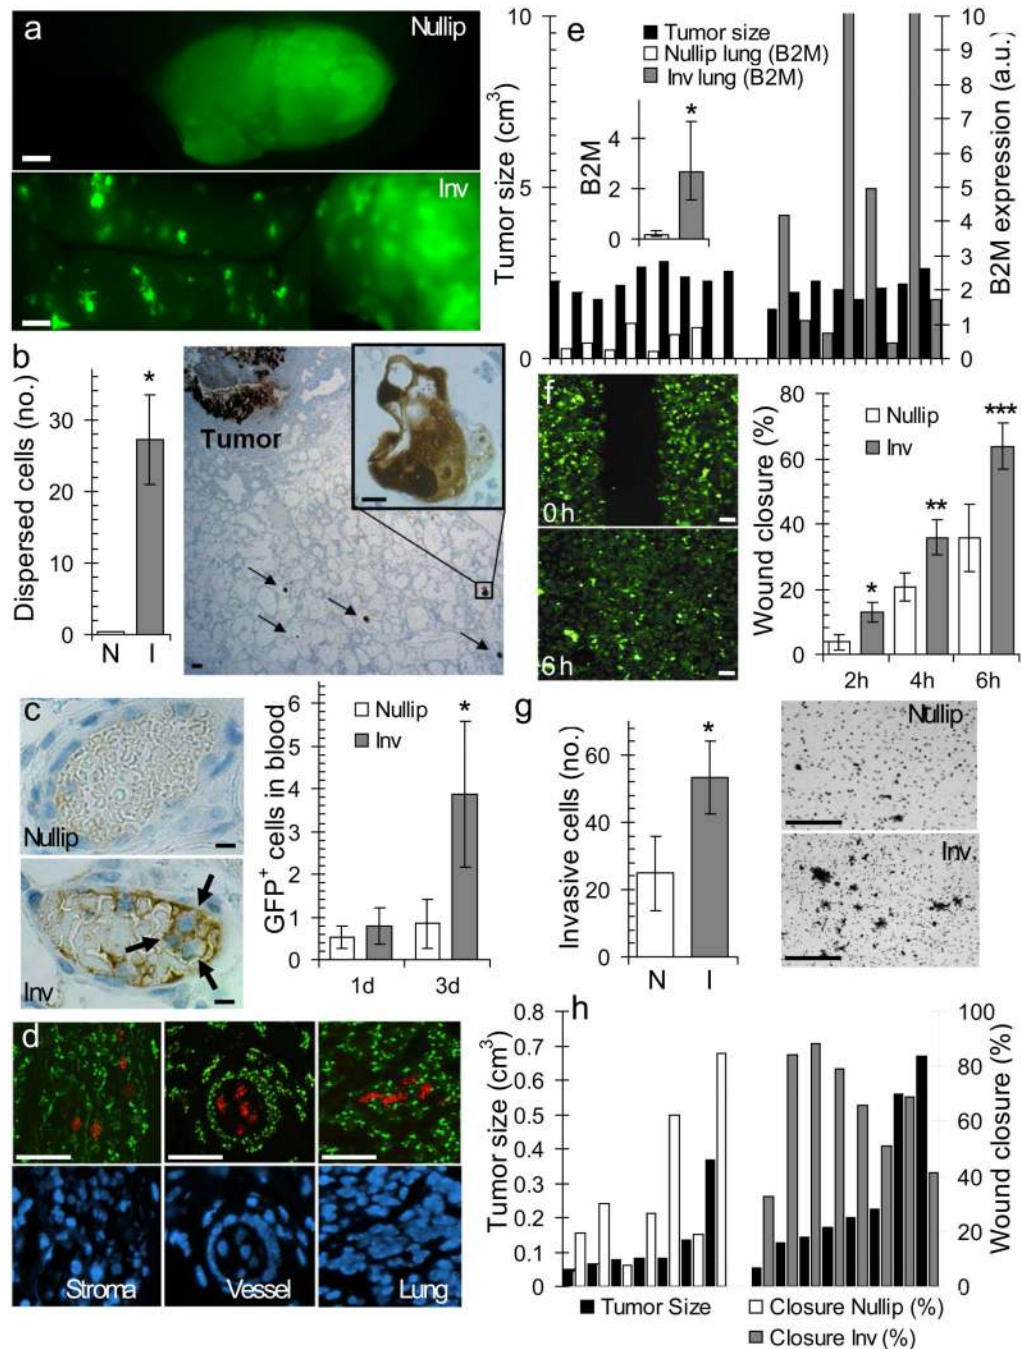 a
Nullip
Inv
e
Tumor size
Nullip lung (B2M)
Inv lung (B2M)
Tumor size (cm3)
10
5
0
B2M
4
2
0
*
B2M expression (a.u.)
10
9
8
7
6
5
4
3
2
1
0
b
Dispersed cells (no.)
30
20
10
0
*
N I
Tumor
f
0h
6h
Wound closure (%)
80
60
40
20
0
Nullip
Inv
*
**
***
2h 4h 6h
c
Nullip
Inv
GFP+ cells in blood
6
5
4
3
2
1
0
Nullip
Inv
*
1d 3d
g
Invasive cells (no.)
60
40
20
0
*
N I
Nullip
Inv
d
Stroma
Vessel
Lung
h
Tumor size (cm3)
0.8
0.7
0.6
0.5
0.4
0.3
0.2
0.1
0
Wound closure (%)
100
80
60
40
20
0
Tumor Size
Closure Nullip (%)
Closure Inv (%)